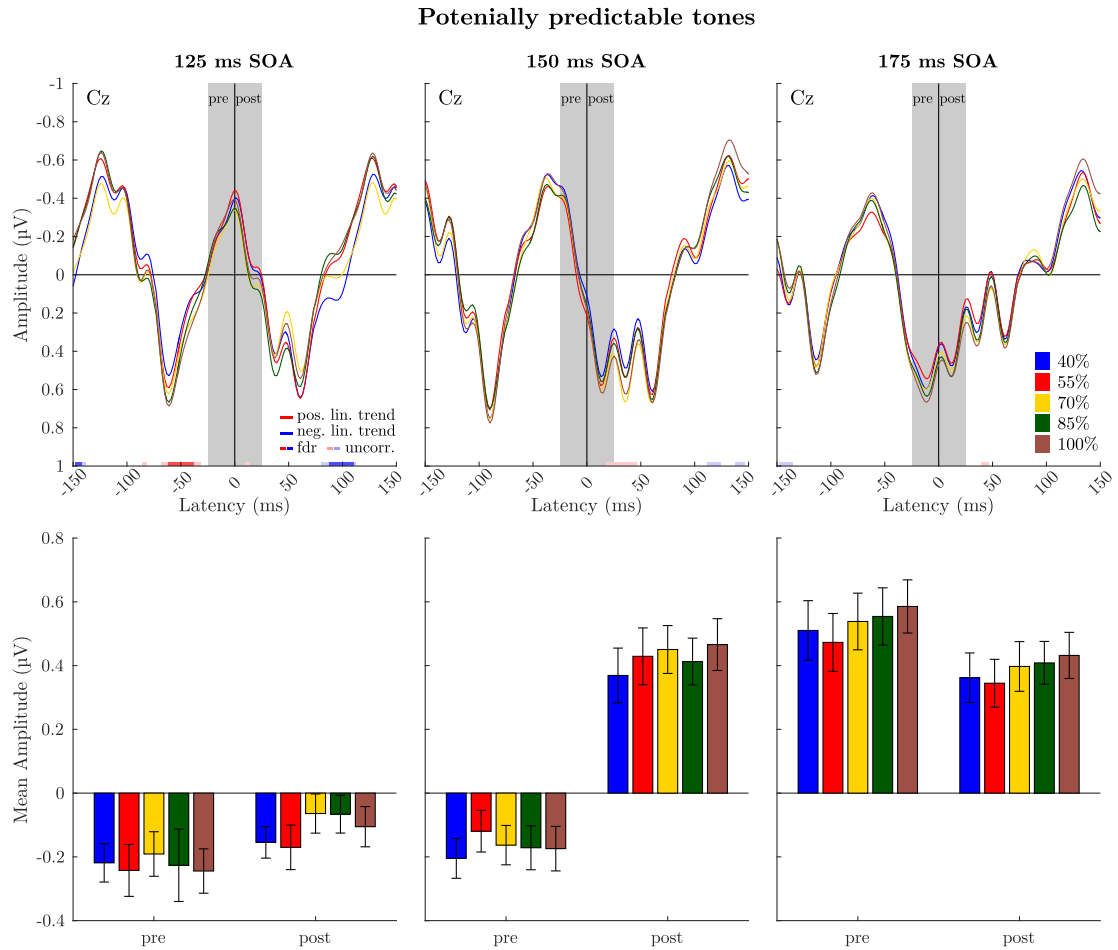 Potenially predictable tones
125 ms SOA
150 ms SOA
175 ms SOA
Cz
pre
post
Cz
pre
post
Cz
pre
post
-1
-0.8
-0.6
-0.4
-0.2
0
0.2
0.4
0.6
0.8
1
Amplitude (µV)
pos. lin. trend
neg. lin. trend
fdr
uncorr.
40%
55%
70%
85%
100%
-150
-100
-50
0
50
100
150
-150
-100
-50
0
50
100
150
-150
-100
-50
0
50
100
150
Latency (ms)
Latency (ms)
Latency (ms)
0.8
0.6
0.4
0.2
0
-0.2
-0.4
Mean Amplitude (µV)
pre
post
pre
post
pre
post